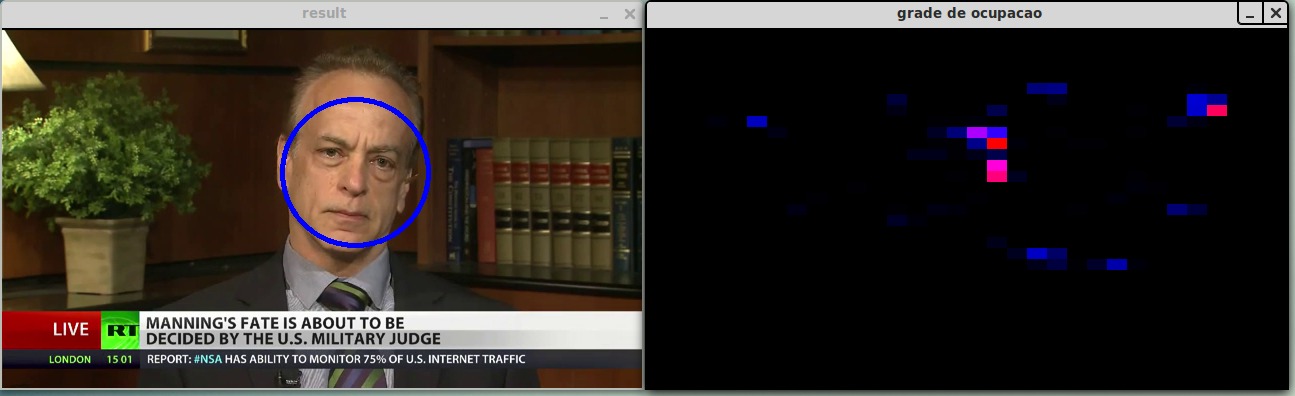 result
grade de ocupacao
LIVE
RT
MANNING'S FATE IS ABOUT TO BE
DECIDED BY THE U.S. MILITARY JUDGE
LONDON 15 01 REPORT: #NSA HAS ABILITY TO MONITOR 75% OF U.S. INTERNET TRAFFIC